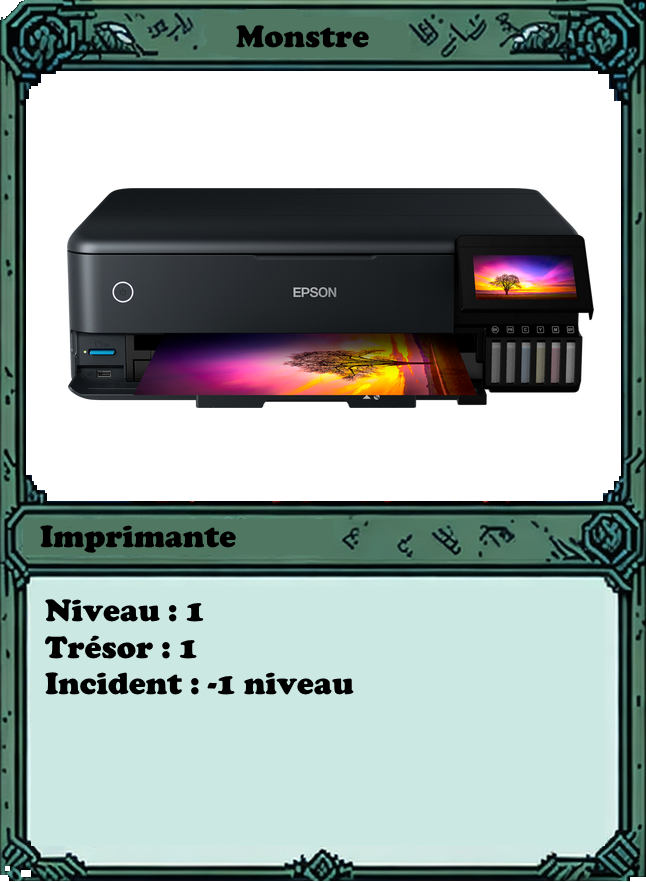 Monstre
EPSON
Imprimante
Niveau : 1
Trésor : 1
Incident : -1 niveau